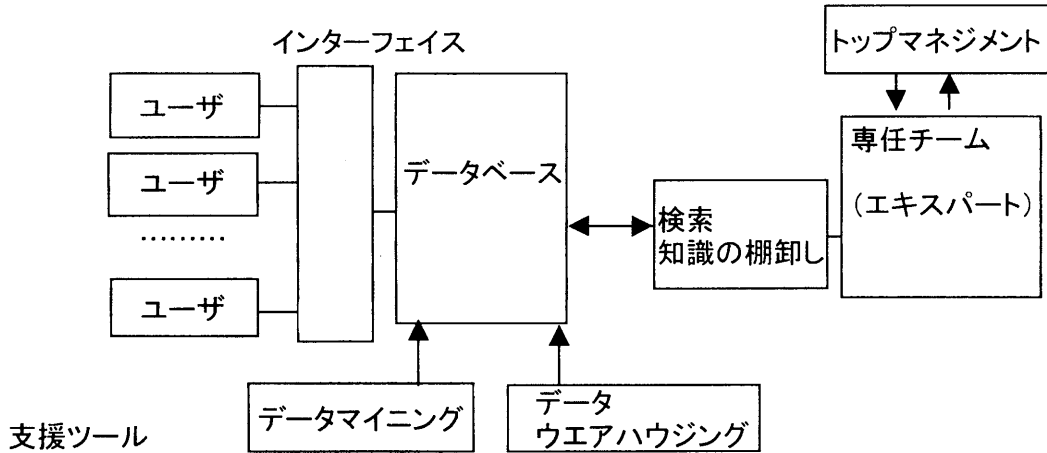 トップマネジメント
インターフェイス
ユーザ
ユーザ
………
ユーザ
データベース
検索
知識の棚卸し
専任チーム
(エキスパート)
データマイニング
データ
ウエアハウジング
支援ツール